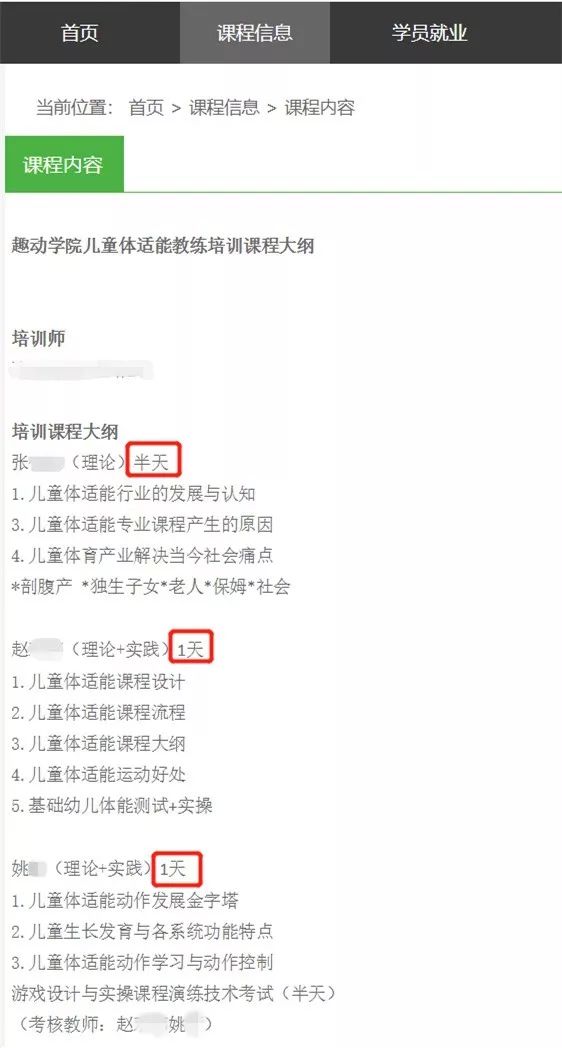 首页 课程信息 学员就业
当前位置： 首页 > 课程信息 > 课程内容
课程内容
趣动学院儿童体适能教练培训课程大纲
培训师
培训课程大纲
张 （理论）半天
1.儿童体适能行业的发展与认知
3.儿童体适能专业课程产生的原因
4.儿童体育产业解决当今社会痛点
*剖腹产 *独生子女*老人*保姆*社会
赵 （理论+实践）1天
1.儿童体适能课程设计
2.儿童体适能课程流程
3.儿童体适能课程大纲
4.儿童体适能运动好处
5.基础幼儿体能测试+实操
姚 （理论+实践）1天
1.儿童体适能动作发展金字塔
2.儿童生长发育与各系统功能特点
3.儿童体适能动作学习与动作控制
游戏设计与实操课程演练技术考试（半天）
（考核教师：赵 姚 ）